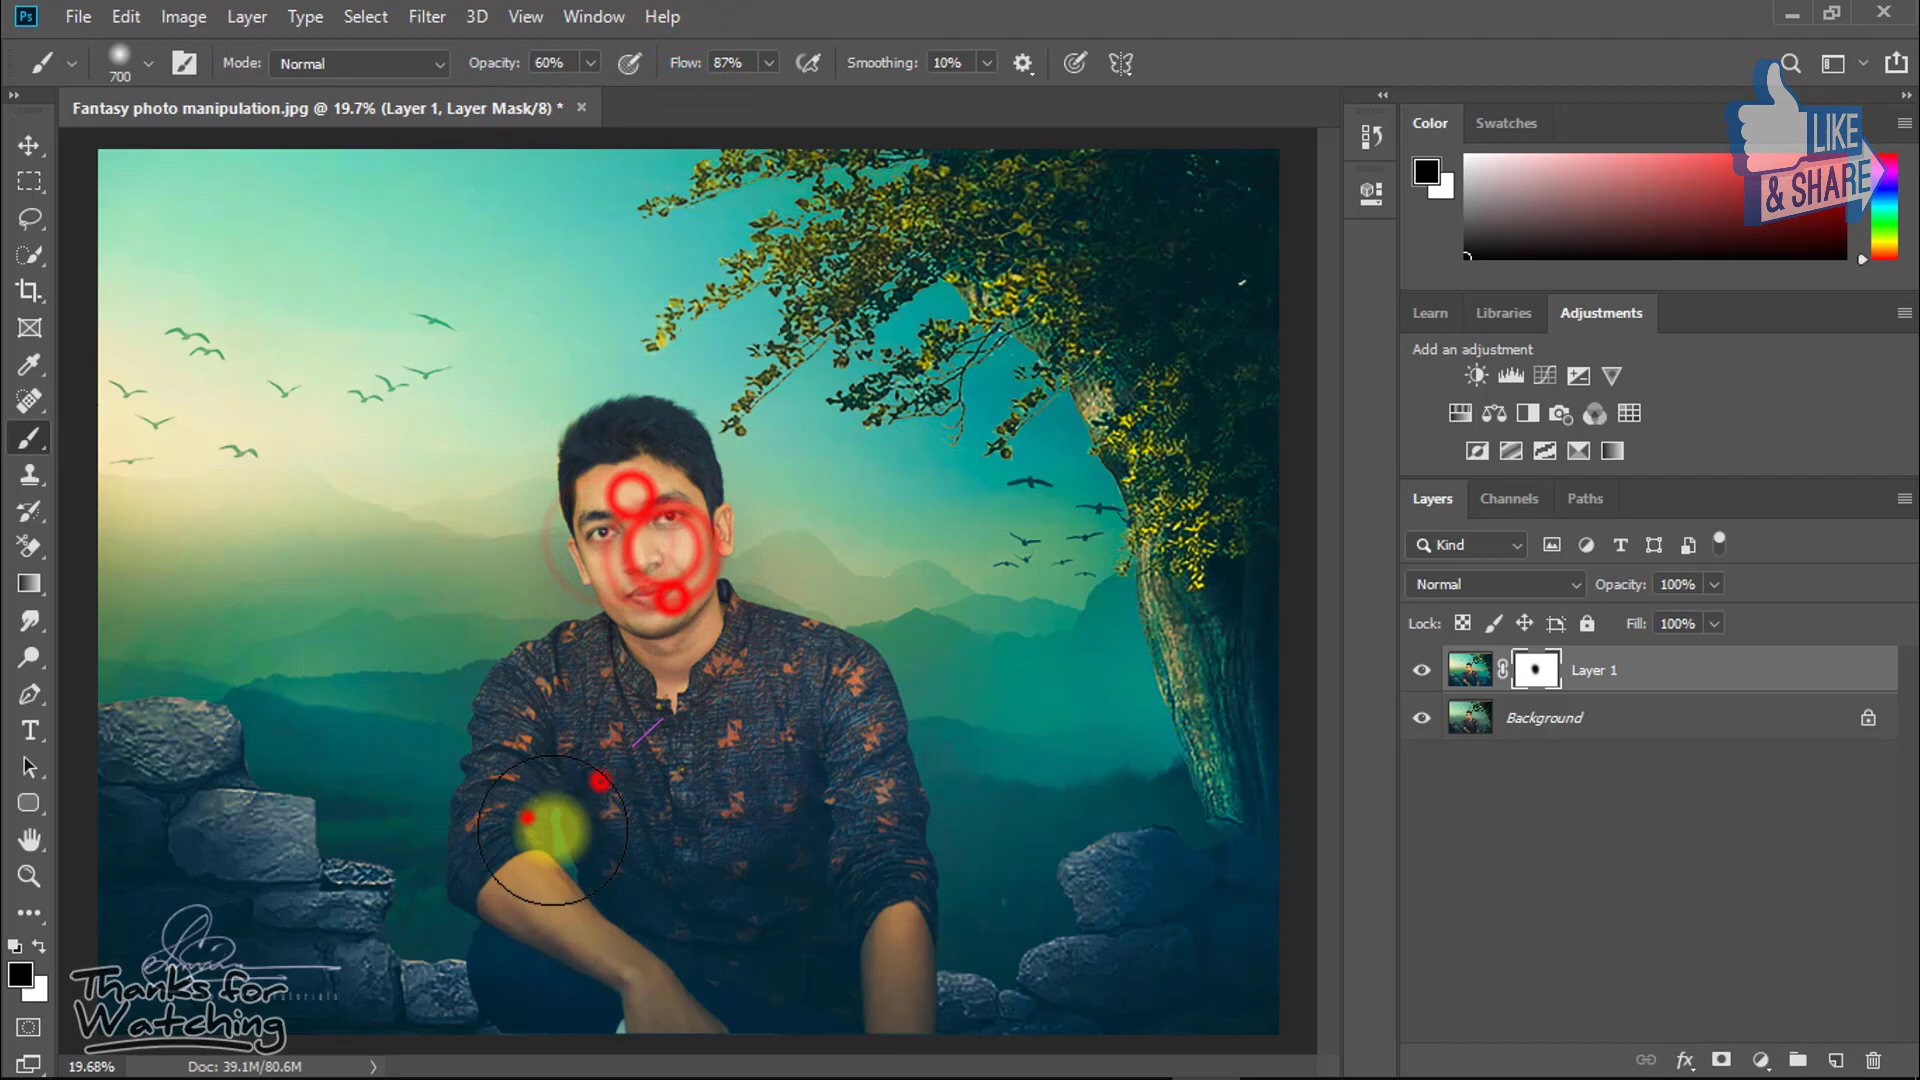 Ps File Edit Image Layer Type Select Filter 3D View Window Help
700 Mode: Normal Opacity: 60% Flow: 87% Smoothing: 10%
Fantasy photo manipulation.jpg @ 19.7% (Layer 1, Layer Mask/8) *
Color Swatches
LIKE
& SHARE
Learn Libraries Adjustments
Add an adjustment
Layers Channels Paths
Kind
Normal Opacity: 100%
Lock: Fill: 100%
Layer 1
Background
Thanks for
Watching
19.68% Doc: 39.1M/80.6M